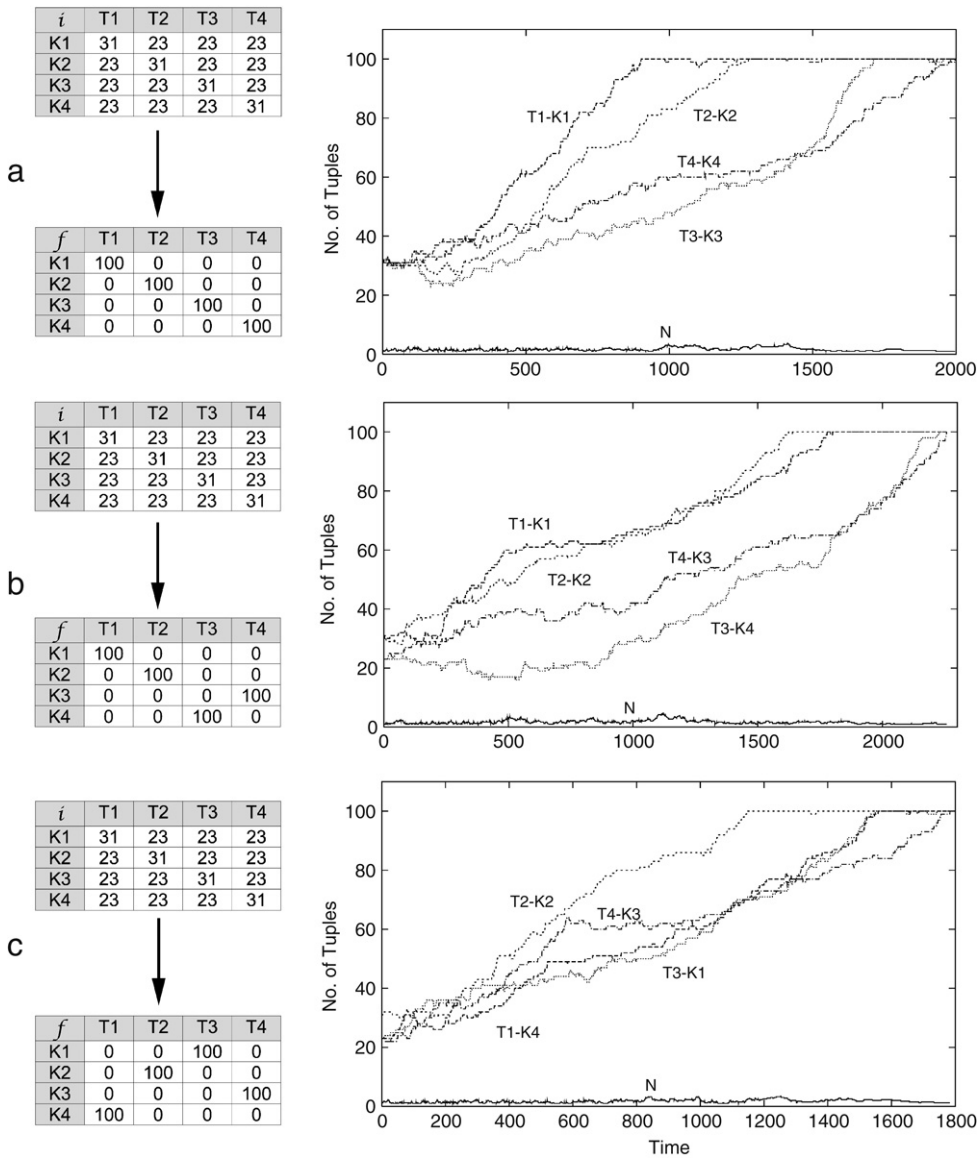 i T1 T2 T3 T4
K1 31 23 23 23
K2 23 31 23 23
K3 23 23 31 23
K4 23 23 23 31
a
f T1 T2 T3 T4
K1 100 0 0 0
K2 0 100 0 0
K3 0 0 100 0
K4 0 0 0 100
No. of Tuples
100
80
60
40
20
0
T1-K1
T2-K2
T4-K4
T3-K3
N
0 500 1000 1500 2000
i T1 T2 T3 T4
K1 31 23 23 23
K2 23 31 23 23
K3 23 23 31 23
K4 23 23 23 31
b
f T1 T2 T3 T4
K1 100 0 0 0
K2 0 100 0 0
K3 0 0 0 100
K4 0 0 100 0
No. of Tuples
100
80
60
40
20
0
T1-K1
T4-K3
T2-K2
T3-K4
N
0 500 1000 1500 2000
i T1 T2 T3 T4
K1 31 23 23 23
K2 23 31 23 23
K3 23 23 31 23
K4 23 23 23 31
c
f T1 T2 T3 T4
K1 0 0 100 0
K2 0 100 0 0
K3 0 0 0 100
K4 100 0 0 0
No. of Tuples
100
80
60
40
20
0
T2-K2
T4-K3
T3-K1
T1-K4
N
0 200 400 600 800 1000 1200 1400 1600 1800
Time